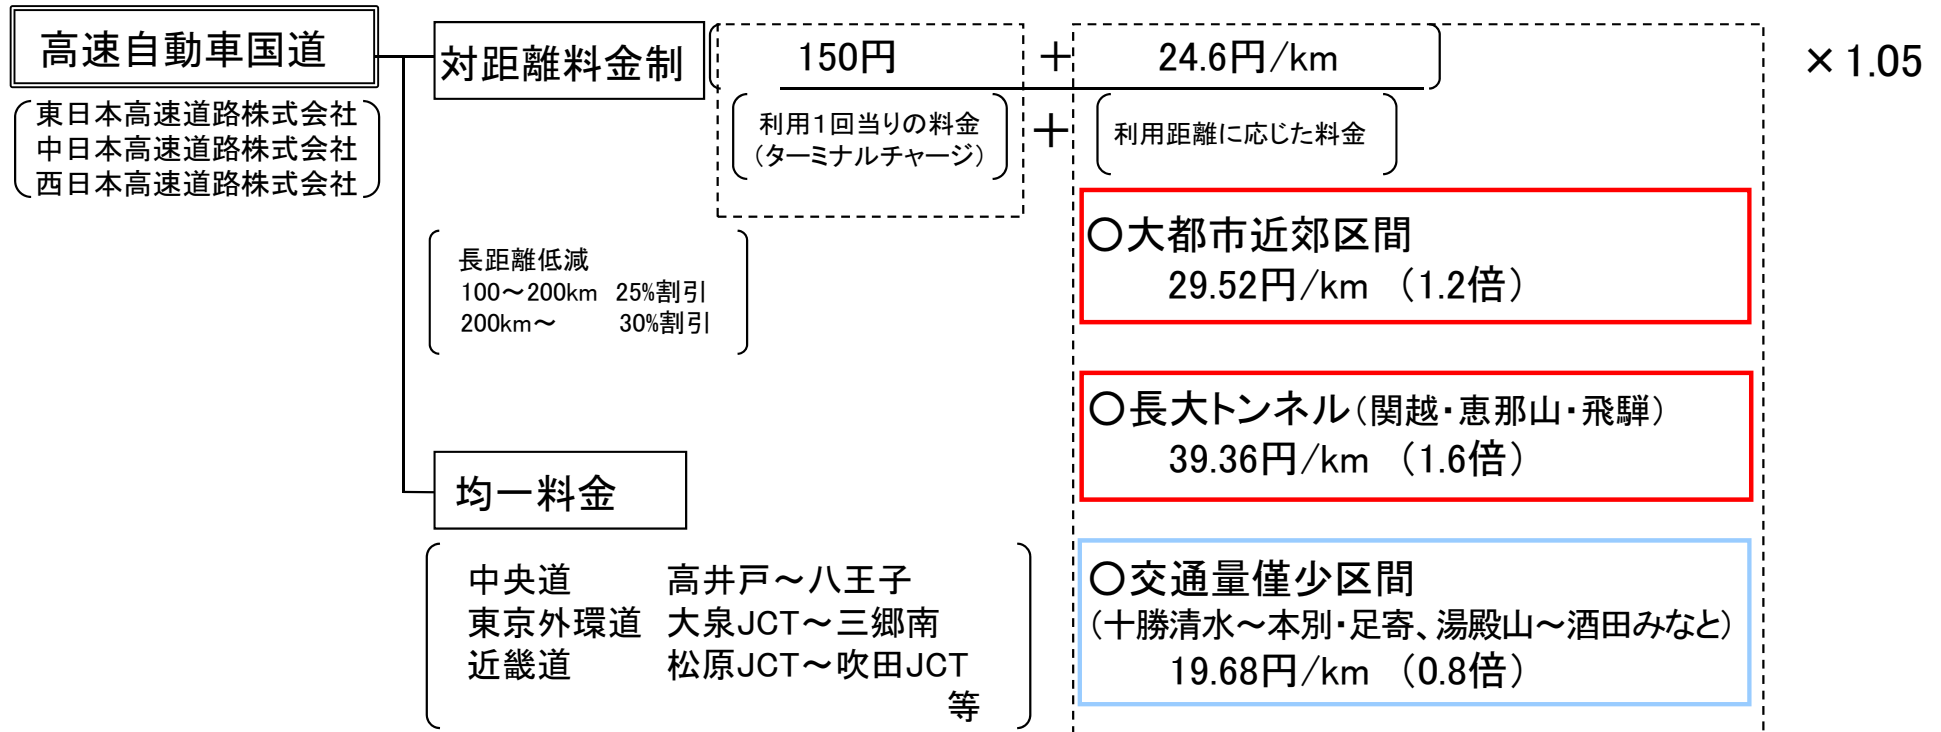 高速自動車国道
東日本高速道路株式会社
中日本高速道路株式会社
西日本高速道路株式会社
対距離料金制
150円 + 24.6円/km
×1.05
利用1回当りの料金
(ターミナルチャージ)
+
利用距離に応じた料金
長距離低減
100～200km 25%割引
200km～ 30%割引
○大都市近郊区間
29.52円/km (1.2倍)
○長大トンネル(関越・恵那山・飛騨)
39.36円/km (1.6倍)
○交通量僅少区間
(十勝清水～本別・足寄、湯殿山～酒田みなと)
19.68円/km (0.8倍)
均一料金
中央道 高井戸～八王子
東京外環道 大泉JCT～三郷南
近畿道 松原JCT～吹田JCT
等